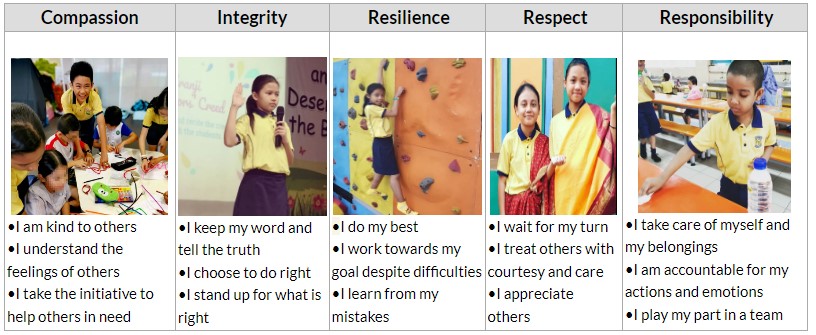 Compassion
Integrity
Resilience
Respect
Responsibility
Creed
an
Dese
the B
●I am kind to others
●I understand the
feelings of others
●I take the initiative to
help others in need
●I keep my word and
tell the truth
●I choose to do right
●I stand up for what is
right
●I do my best
●I work towards my
goal despite difficulties
●I learn from my
mistakes
●I wait for my turn
●I treat others with
courtesy and care
●I appreciate
others
●I take care of myself and
my belongings
●I am accountable for my
actions and emotions
●I play my part in a team